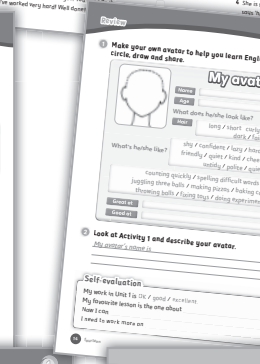 've worked very hard! Well done!
4 She is
says
Review
1 Make your own avatar to help you learn Engli
circle, draw and share.
My avat
Name
Age
What does he/she look like?
Hair
long / short curly
dark / fai
What's he/she like?
shy / confident / lazy / hard
friendly / quiet / kind / chee
untidy / polite / quie
counting quickly / spelling difficult words
juggling three balls / making pizzas / baking c
throwing balls / fixing toys / doing experimen
Great at
Good at
2 Look at Activity 1 and describe your avatar.
My avatar's name is
Self-evaluation
My work in Unit 1 is OK / good / excellent
My favourite lesson is the one about
Now I can
I need to work more on